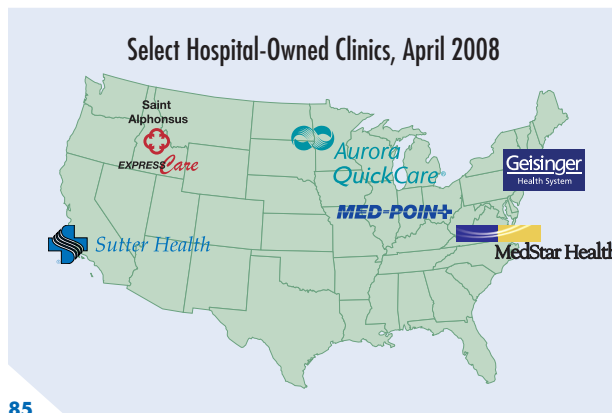 Select Hospital-Owned Clinics, April 2008
Saint
Alphonsus
EXPRESS Care
Aurora
QuickCare®
Geisinger
Health System
MED-POINT
Sutter Health
MedStar Health
85